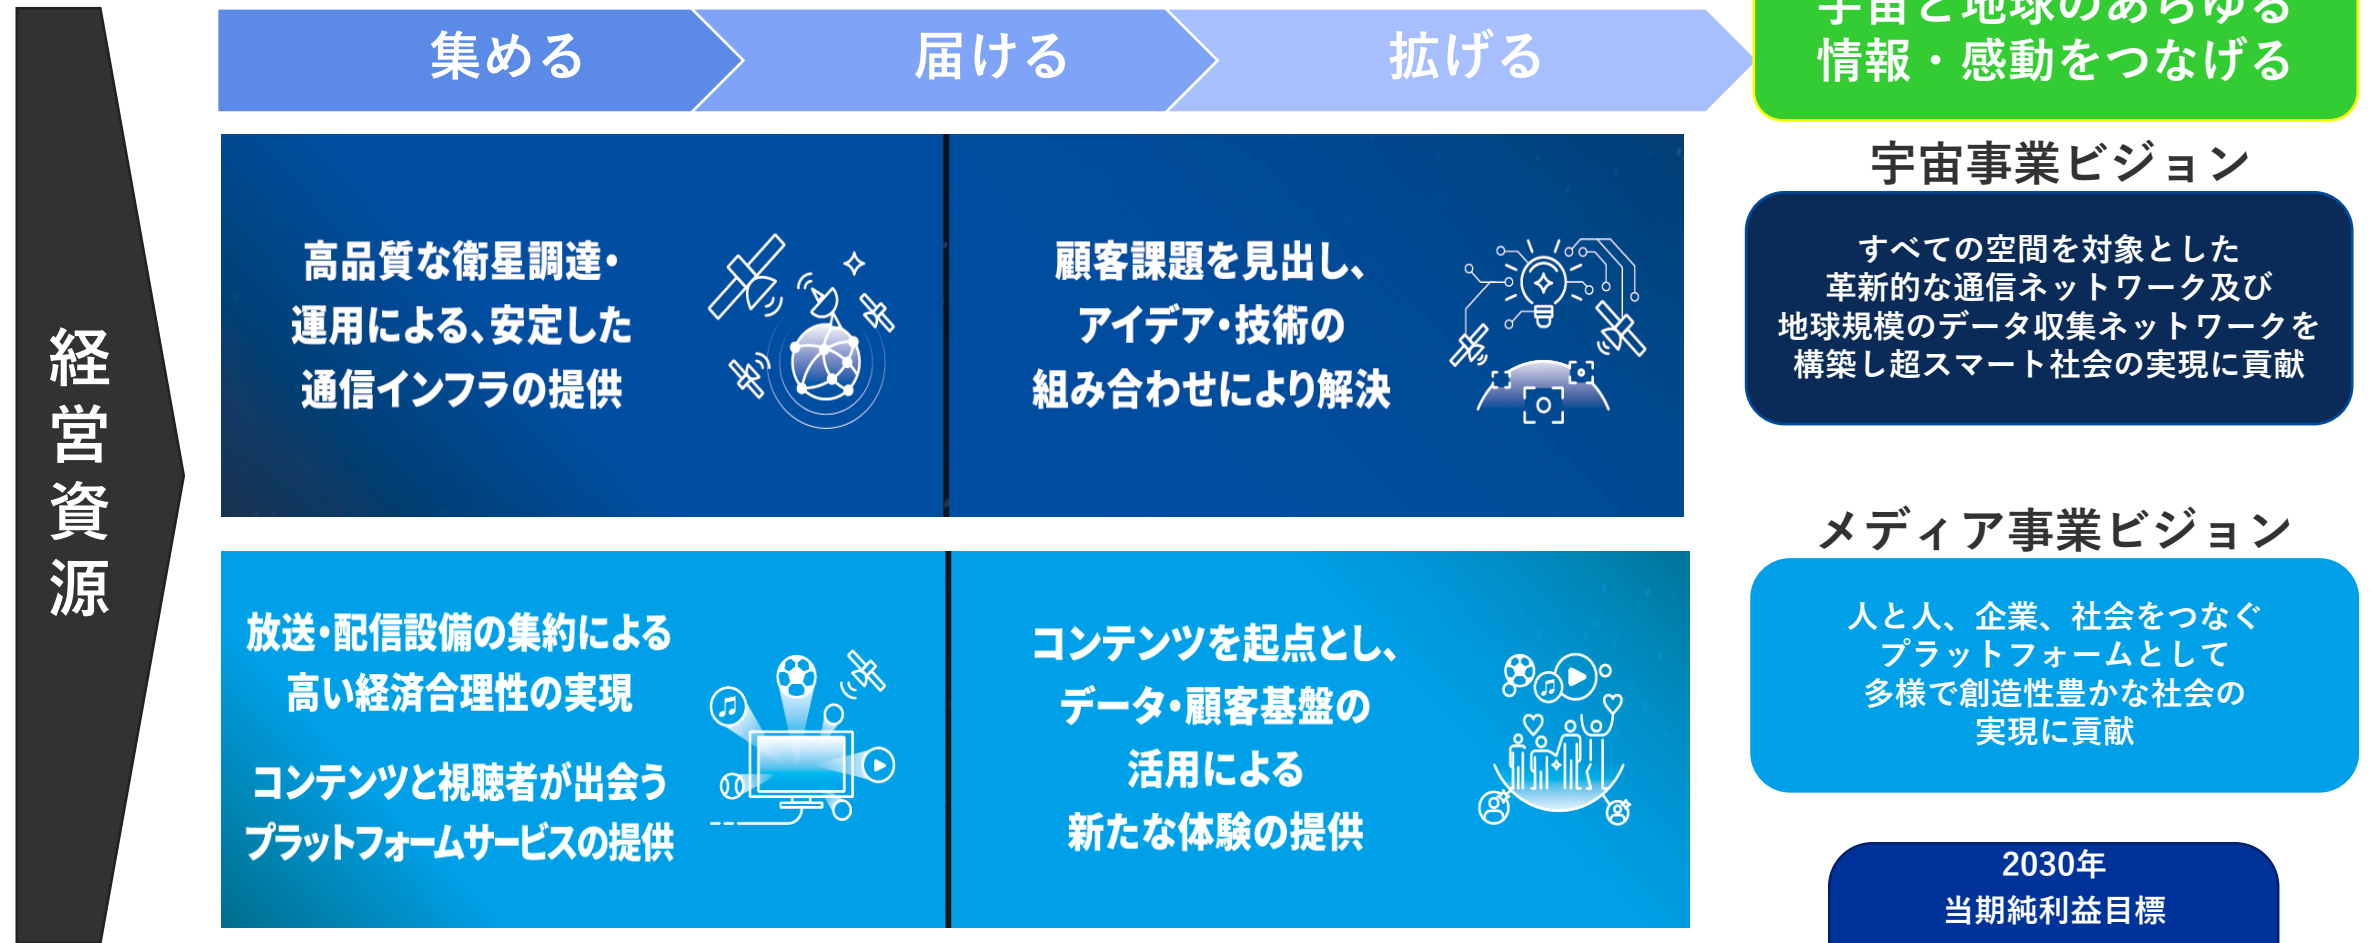 経営資源
集める
届ける
拡げる
宇宙と地球のあらゆる
情報・感動をつなげる
高品質な衛星調達・
運用による、安定した
通信インフラの提供
顧客課題を見出し、
アイデア・技術の
組み合わせにより解決
宇宙事業ビジョン
すべての空間を対象とした
革新的な通信ネットワーク及び
地球規模のデータ収集ネットワークを
構築し超スマート社会の実現に貢献
放送・配信設備の集約による
高い経済合理性の実現
コンテンツと視聴者が出会う
プラットフォームサービスの提供
コンテンツを起点とし、
データ・顧客基盤の
活用による
新たな体験の提供
メディア事業ビジョン
人と人、企業、社会をつなぐ
プラットフォームとして
多様で創造性豊かな社会の
実現に貢献
2030年
当期純利益目標